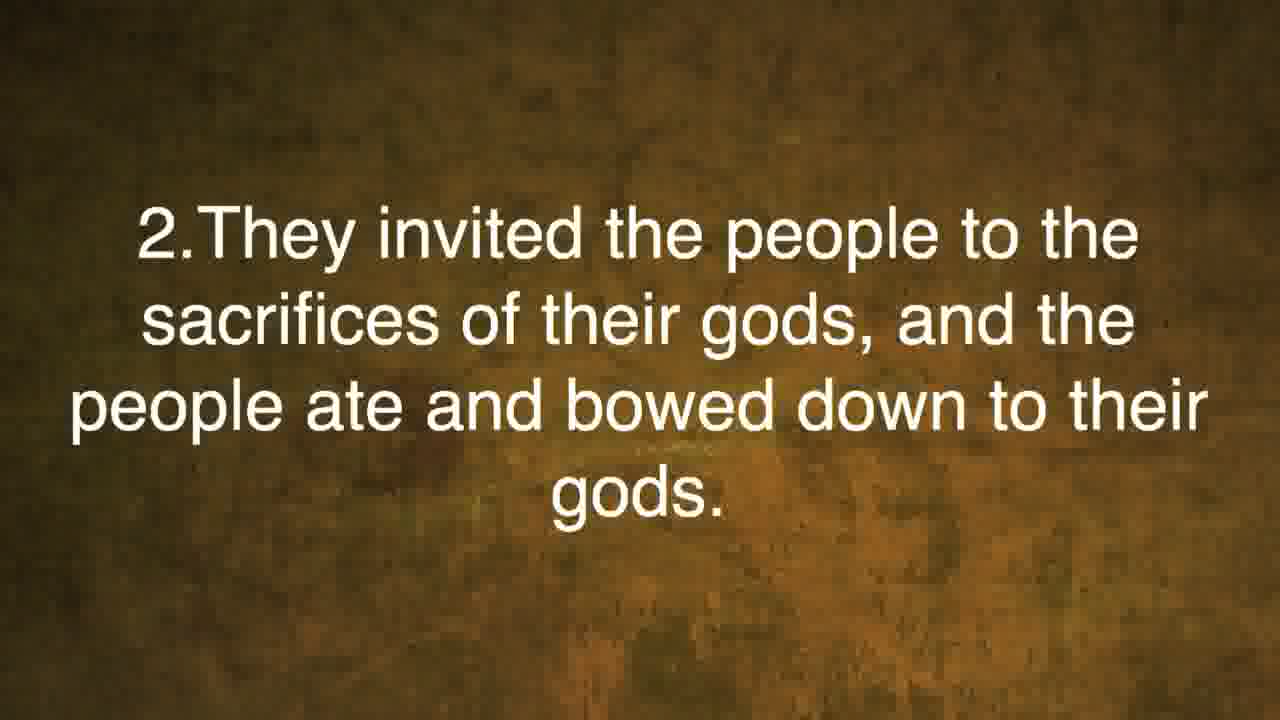 2.They invited the people to the
sacrifices of their gods, and the
people ate and bowed down to their
gods.